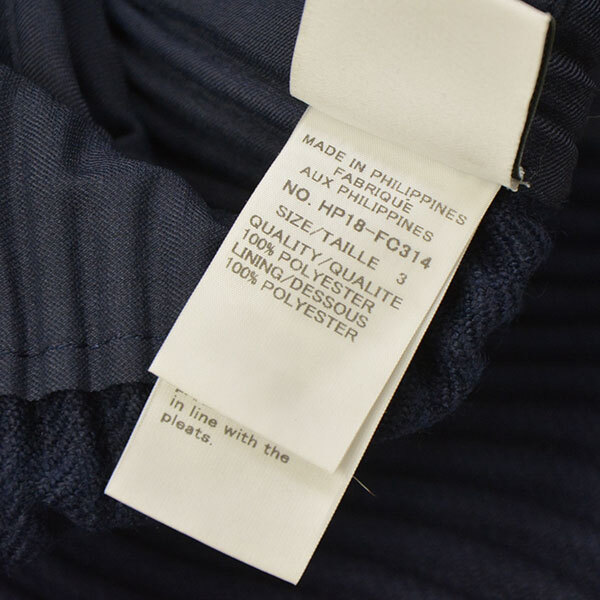 MADE IN PHILIPPINES
FABRIQUE
AUX PHILIPPINES
NO. HP18-FC314
SIZE/TAILLE 3
QUALITY/QUALITE
100% POLYESTER
LINING/DESSOUS
100% POLYESTER
in line with the
pleats.